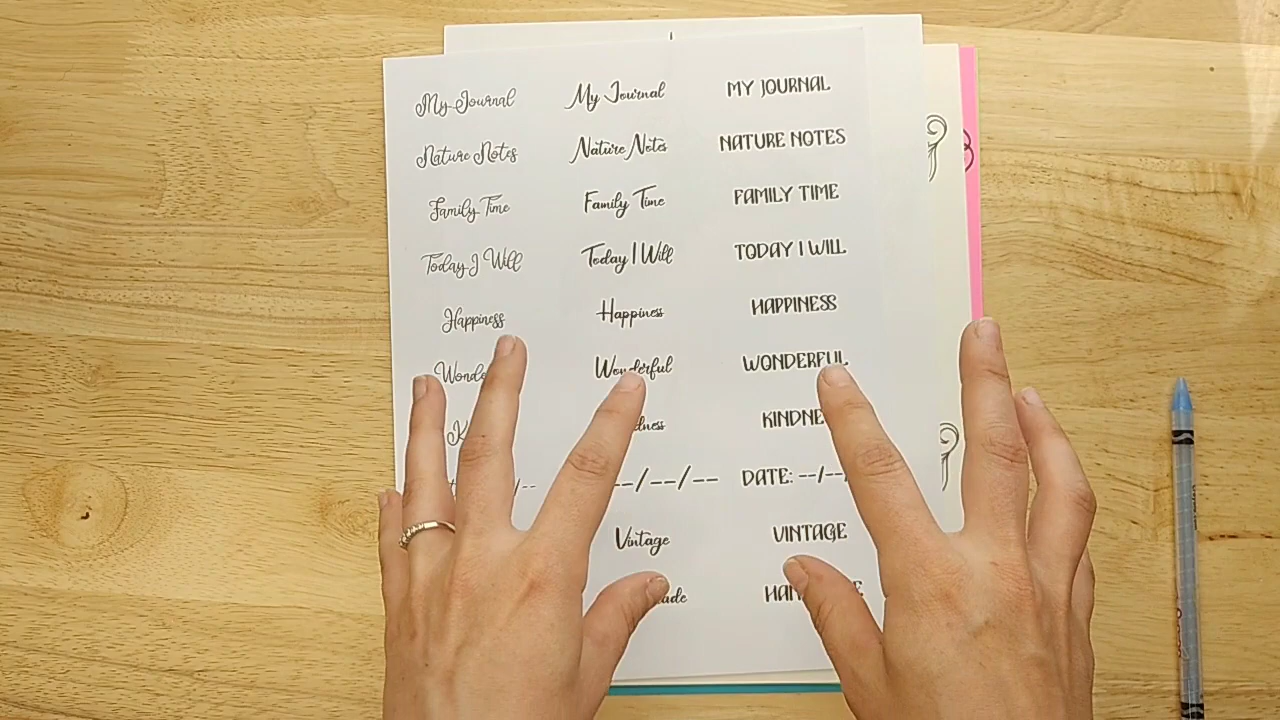 My Journal My Journal MY JOURNAL
Nature Notes Nature Notes NATURE NOTES
Family Time Family Time FAMILY TIME
Today I Will Today I Will TODAY I WILL
Happiness Happiness HAPPINESS
Wonderful WONDERFUL
DATE: --/--/
Vintage VINTAGE